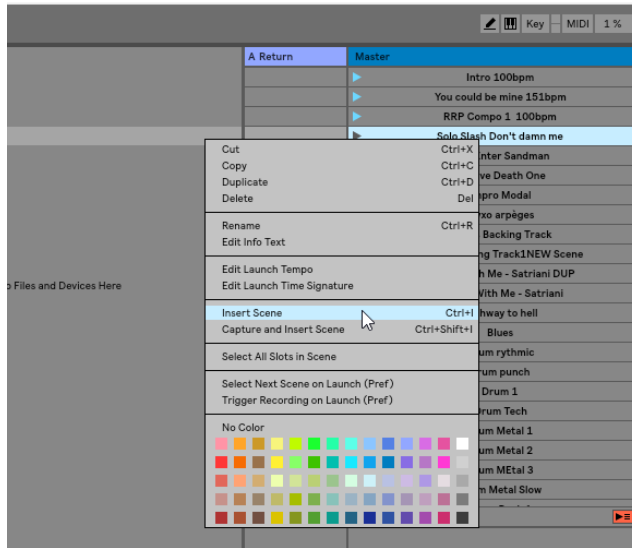 Key MIDI 1 %
A Return Master
Intro 100bpm
You could be mine 151bpm
RRP Compo 1 100bpm
Solo Slash Don't damn me
Cut Ctrl+X
Enter Sandman
Copy Ctrl+C
ve Death One
Duplicate Ctrl+D
Delete Del
pro Modal
xo arpèges
Rename Ctrl+R
Backing Track
Edit Info Text
ng Track1NEW Scene
Edit Launch Tempo
h Me - Satriani DUP
Files and Devices Here
Edit Launch Time Signature
With Me - Satriani
Insert Scene Ctrl+I
hway to hell
Capture and Insert Scene Ctrl+Shift+I
Blues
Select All Slots in Scene
um rythmic
um punch
Select Next Scene on Launch (Pref)
Drum 1
Trigger Recording on Launch (Pref)
rum Tech
No Color
um Metal 1
um Metal 2
um MEtal 3
m Metal Slow